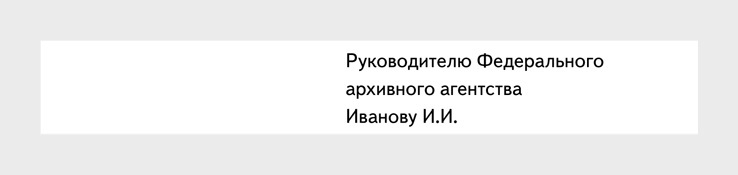 Руководителю Федерального
архивного агентства
Иванову И.И.